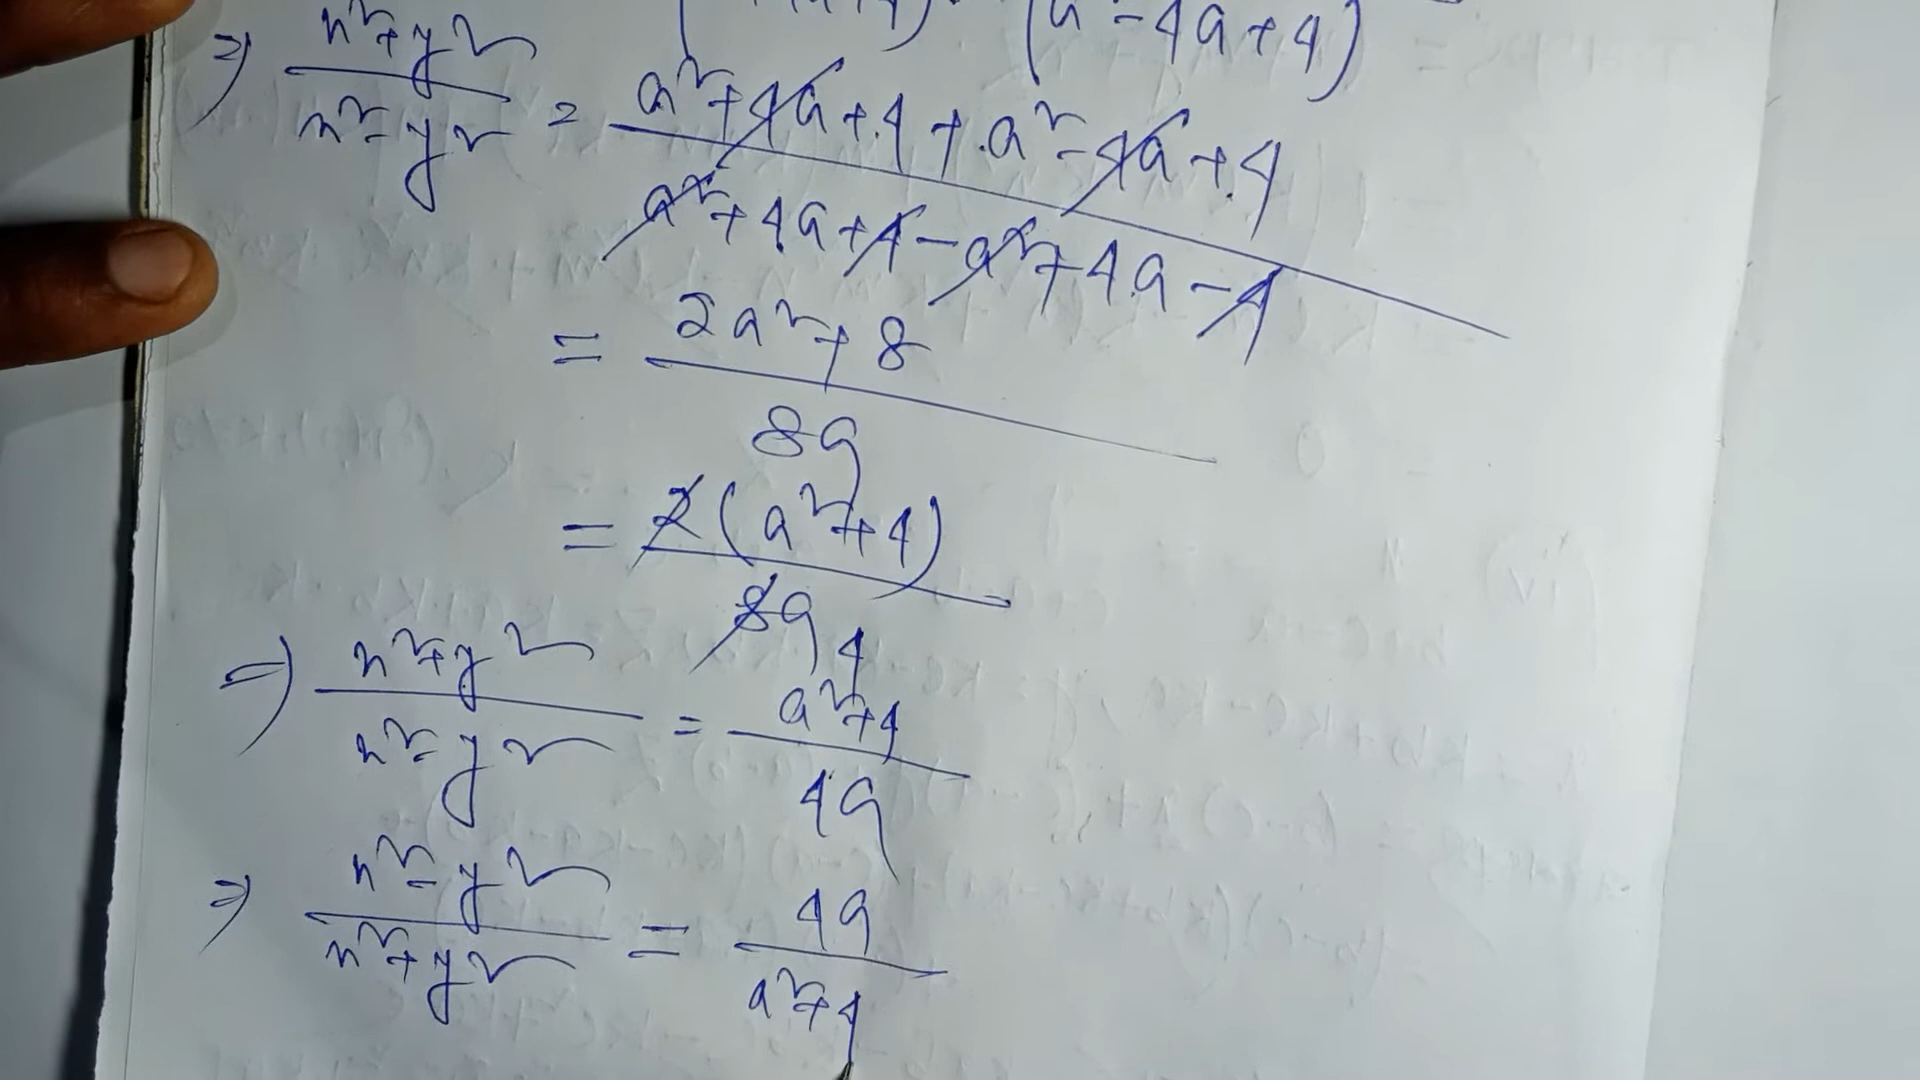 (a² - 4a + 4)
⇒ x² + y² / x² - y² = a² + 4a + 4 + a² - 4a + 4 / a² + 4a + 4 - a² + 4a - 4
= 2a² + 8 / 8a
= 2(a² + 4) / 8a 4
⇒ x² + y² / x² - y² = a² + 4 / 4a
⇒ x² - y² / x² + y² = 4a / a² + 4